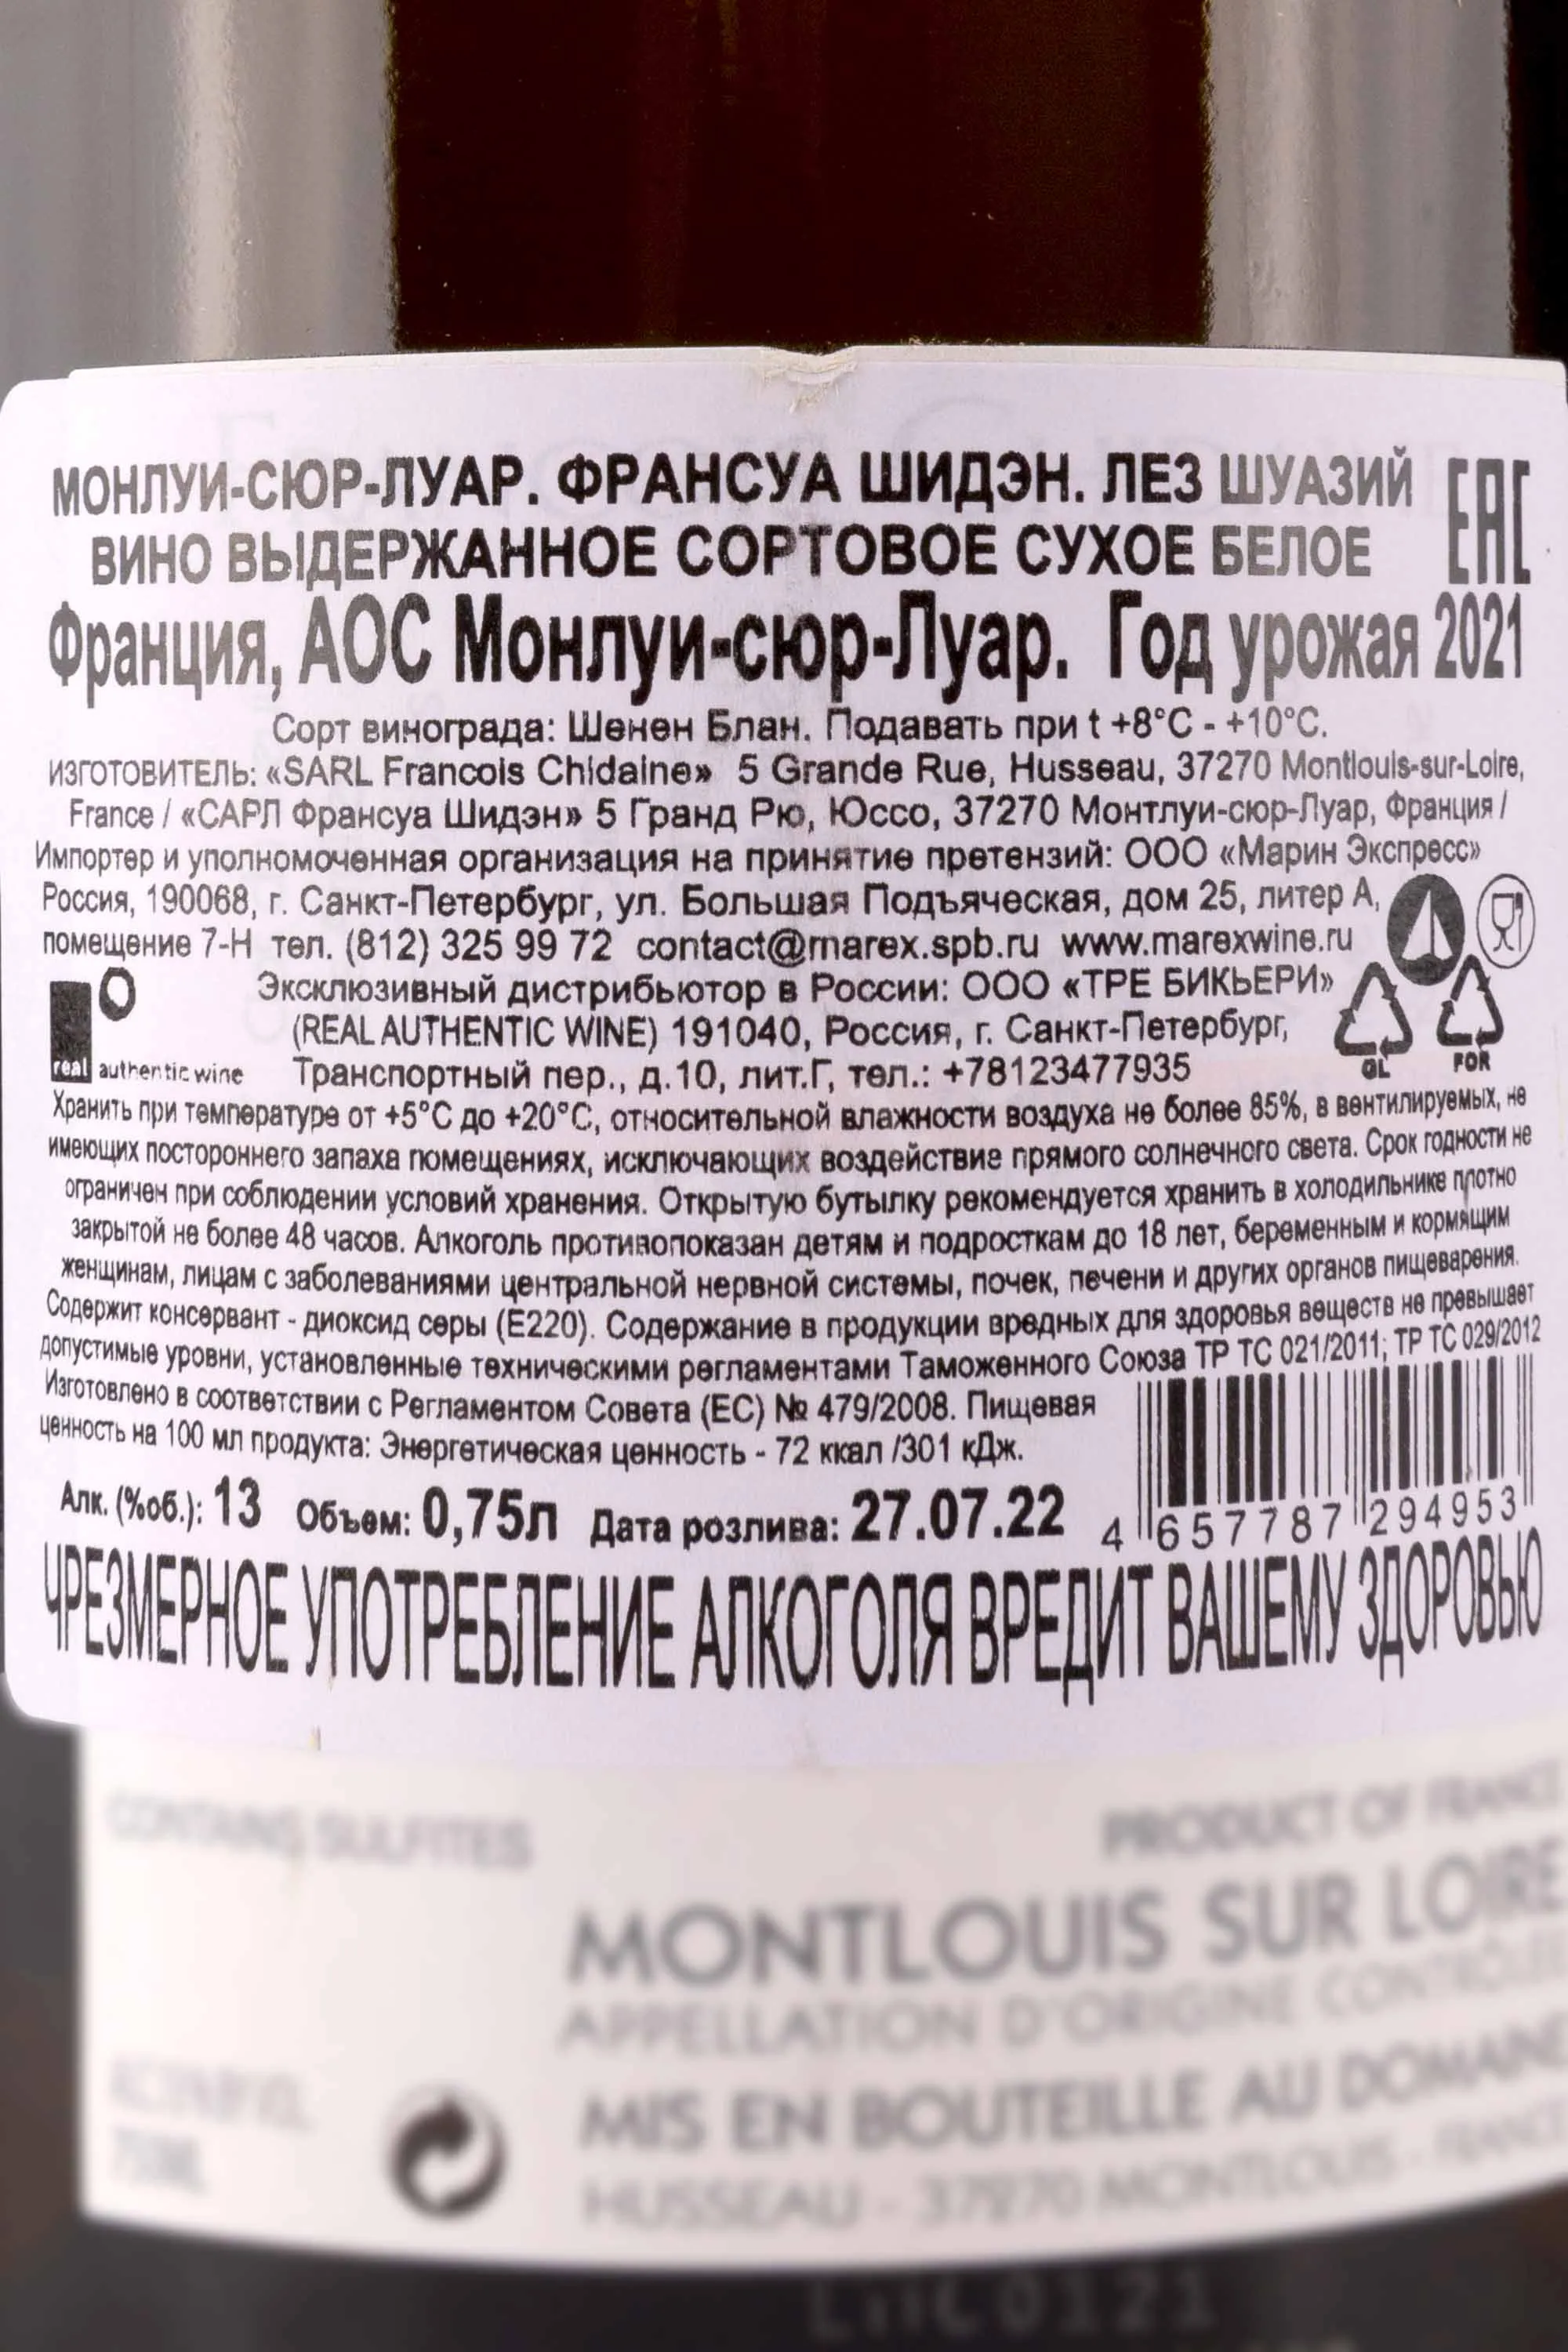 МОНЛУИ-СЮР-ЛУАР. ФРАНСУА ШИДЭН. ЛЕЗ ШУАЗИЙ
ЕАС
ВИНО ВЫДЕРЖАННОЕ СОРТОВОЕ СУХОЕ БЕЛОЕ
Франция, АОС Монлуи-сюр-Луар. Год урожая 2021
Сорт винограда: Шенен Блан. Подавать при t +8°C - +10°C.
ИЗГОТОВИТЕЛЬ: «SARL Francois Chidaine» 5 Grande Rue, Husseau, 37270 Montlouis-sur-Loire,
France / «САРЛ Франсуа Шидэн» 5 Гранд Рю, Юссо, 37270 Монтлуи-сюр-Луар, Франция /
Импортер и уполномоченная организация на принятие претензий: ООО «Марин Экспресс»
Россия, 190068, г. Санкт-Петербург, ул. Большая Подъяческая, дом 25, литер А,
помещение 7-Н тел. (812) 325 99 72 contact@marex.spb.ru www.marexwine.ru
Эксклюзивный дистрибьютор в России: ООО «ТРЕ БИКЬЕРИ»
(REAL AUTHENTIC WINE) 191040, Россия, г. Санкт-Петербург,
real authentic wine
Транспортный пер., д.10, лит.Г, тел.: +78123477935
GL
FOR
Хранить при температуре от +5°C до +20°C, относительной влажности воздуха не более 85%, в вентилируемых, не
имеющих постороннего запаха помещениях, исключающих воздействие прямого солнечного света. Срок годности не
ограничен при соблюдении условий хранения. Открытую бутылку рекомендуется хранить в холодильнике плотно
закрытой не более 48 часов. Алкоголь противопоказан детям и подросткам до 18 лет, беременным и кормящим
женщинам, лицам с заболеваниями центральной нервной системы, почек, печени и других органов пищеварения.
Содержит консервант - диоксид серы (Е220). Содержание в продукции вредных для здоровья веществ не превышает
допустимые уровни, установленные техническими регламентами Таможенного Союза ТР ТС 021/2011; ТР ТС 029/2012
Изготовлено в соответствии с Регламентом Совета (ЕС) № 479/2008. Пищевая
ценность на 100 мл продукта: Энергетическая ценность - 72 ккал /301 кДж.
Алк. (%об.): 13 Объем: 0,75л Дата розлива: 27.07.22
4 657787 294953
ЧРЕЗМЕРНОЕ УПОТРЕБЛЕНИЕ АЛКОГОЛЯ ВРЕДИТ ВАШЕМУ ЗДОРОВЬЮ
CONTAINS SULFITES
PRODUCT OF FRANCE
MONTLOUIS SUR LOIRE
APPELLATION D'ORIGINE CONTRÔLÉE
MIS EN BOUTEILLE AU DOMAINE
HUSSEAU - 37270 MONTLOUIS - FRANCE